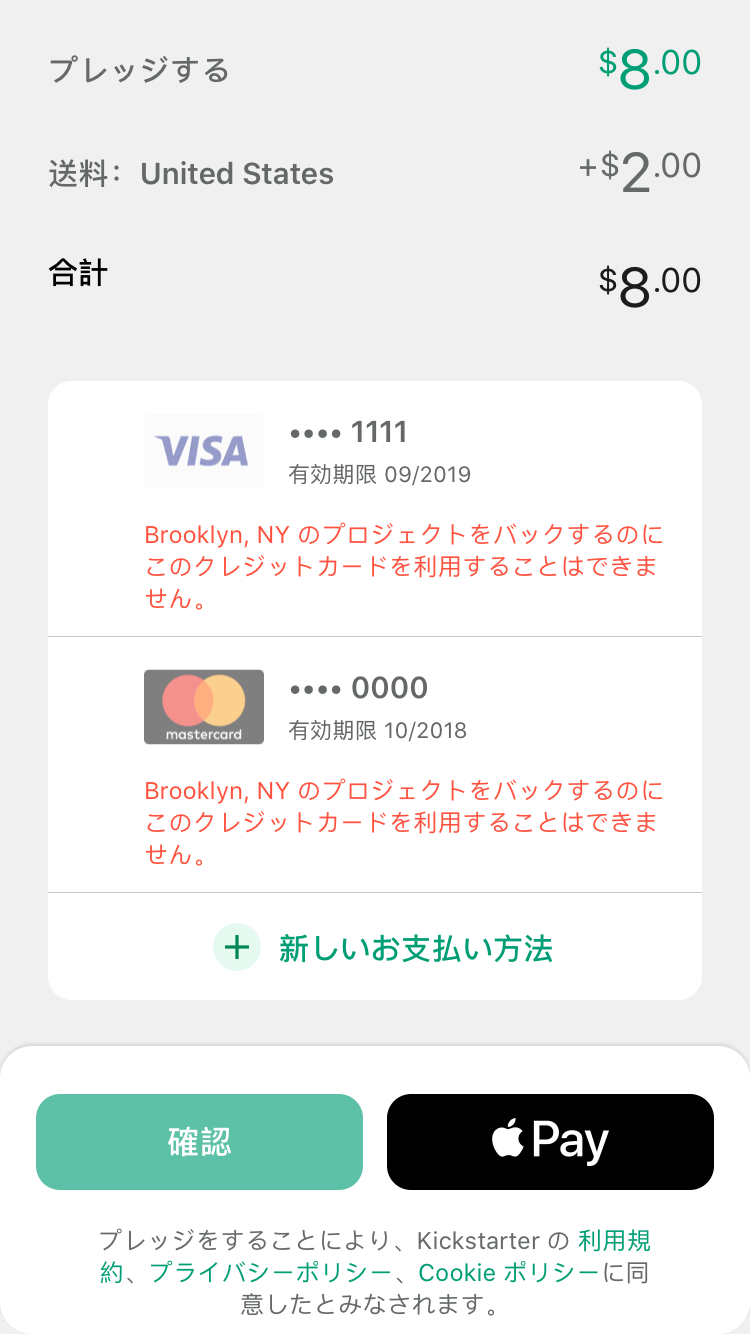 プレッジする $8.00
送料： United States +$2.00
合計 $8.00
VISA •••• 1111
有効期限 09/2019
Brooklyn, NY のプロジェクトをバックするのに
このクレジットカードを利用することはできま
せん。
mastercard •••• 0000
有効期限 10/2018
Brooklyn, NY のプロジェクトをバックするのに
このクレジットカードを利用することはできま
せん。
+ 新しいお支払い方法
確認 Pay
プレッジをすることにより、Kickstarter の 利用規
約、プライバシーポリシー、Cookie ポリシーに同
意したとみなされます。